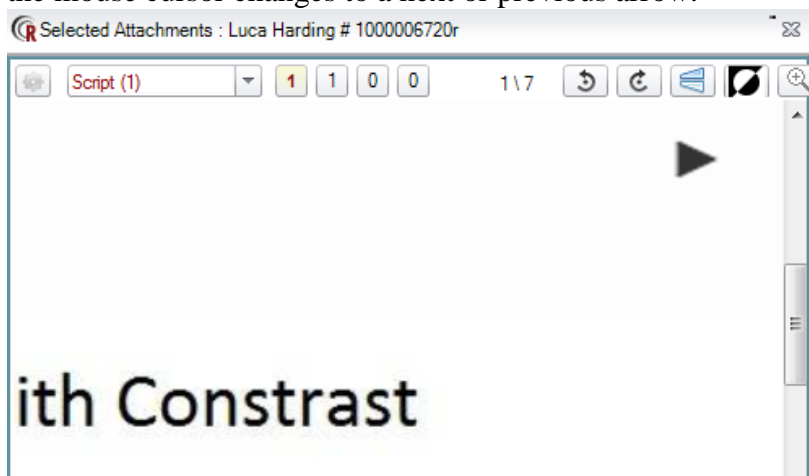 the mouse cursor changes to a next or previous arrow.
Selected Attachments : Luca Harding # 1000006720r
Script (1) 1 1 0 0 1 \ 7
ith Constrast